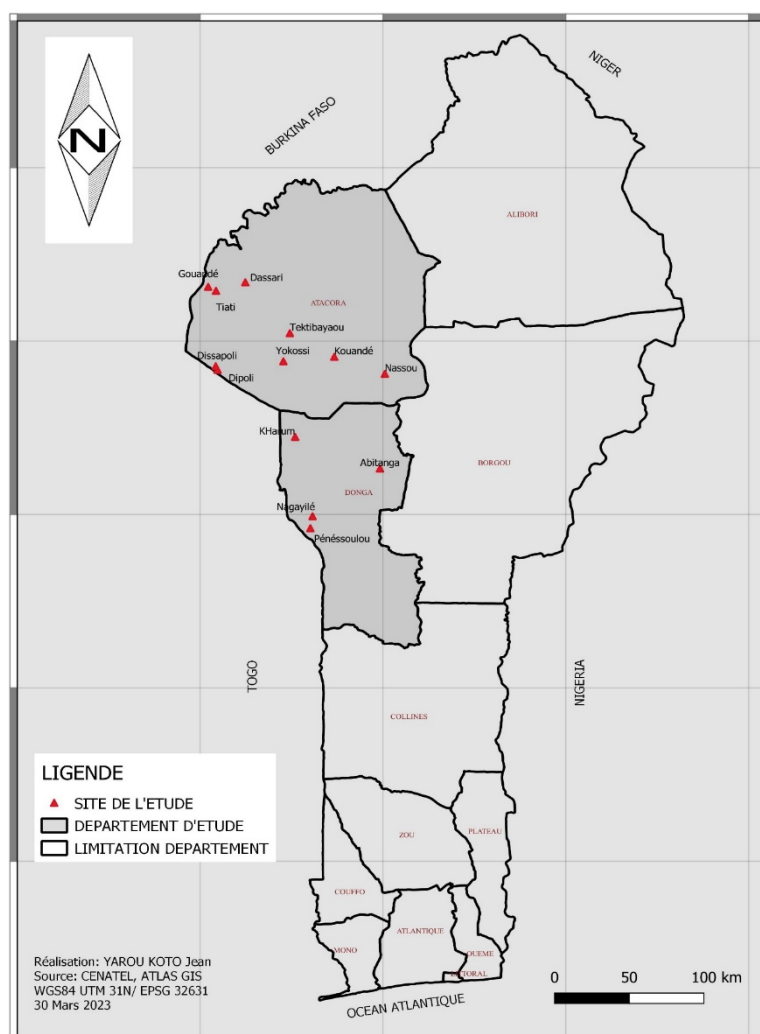 NIGER
BURKINA FASO
N
ALIBORI
Gouandé
Dassari
Tiati
ATACORA
Tektibayaou
Dissapoli
Yokossi
Kouandé
Dipoli
Nassou
KHarum
Abitanga
BORGOU
DONGA
Nagayilé
Pénéssoulou
TOGO
NIGERIA
COLLINES
LIGENDE
SITE DE L'ETUDE
DEPARTEMENT D'ETUDE
LIMITATION DEPARTEMENT
ZOU
PLATEAU
COUFFO
ATLANTIQUE
MONO
OUEME
LITTORAL
Réalisation: YAROU KOTO Jean
Source: CENATEL, ATLAS GIS
WGS84 UTM 31N/ EPSG 32631
30 Mars 2023
OCEAN ATLANTIQUE
0 50 100 km